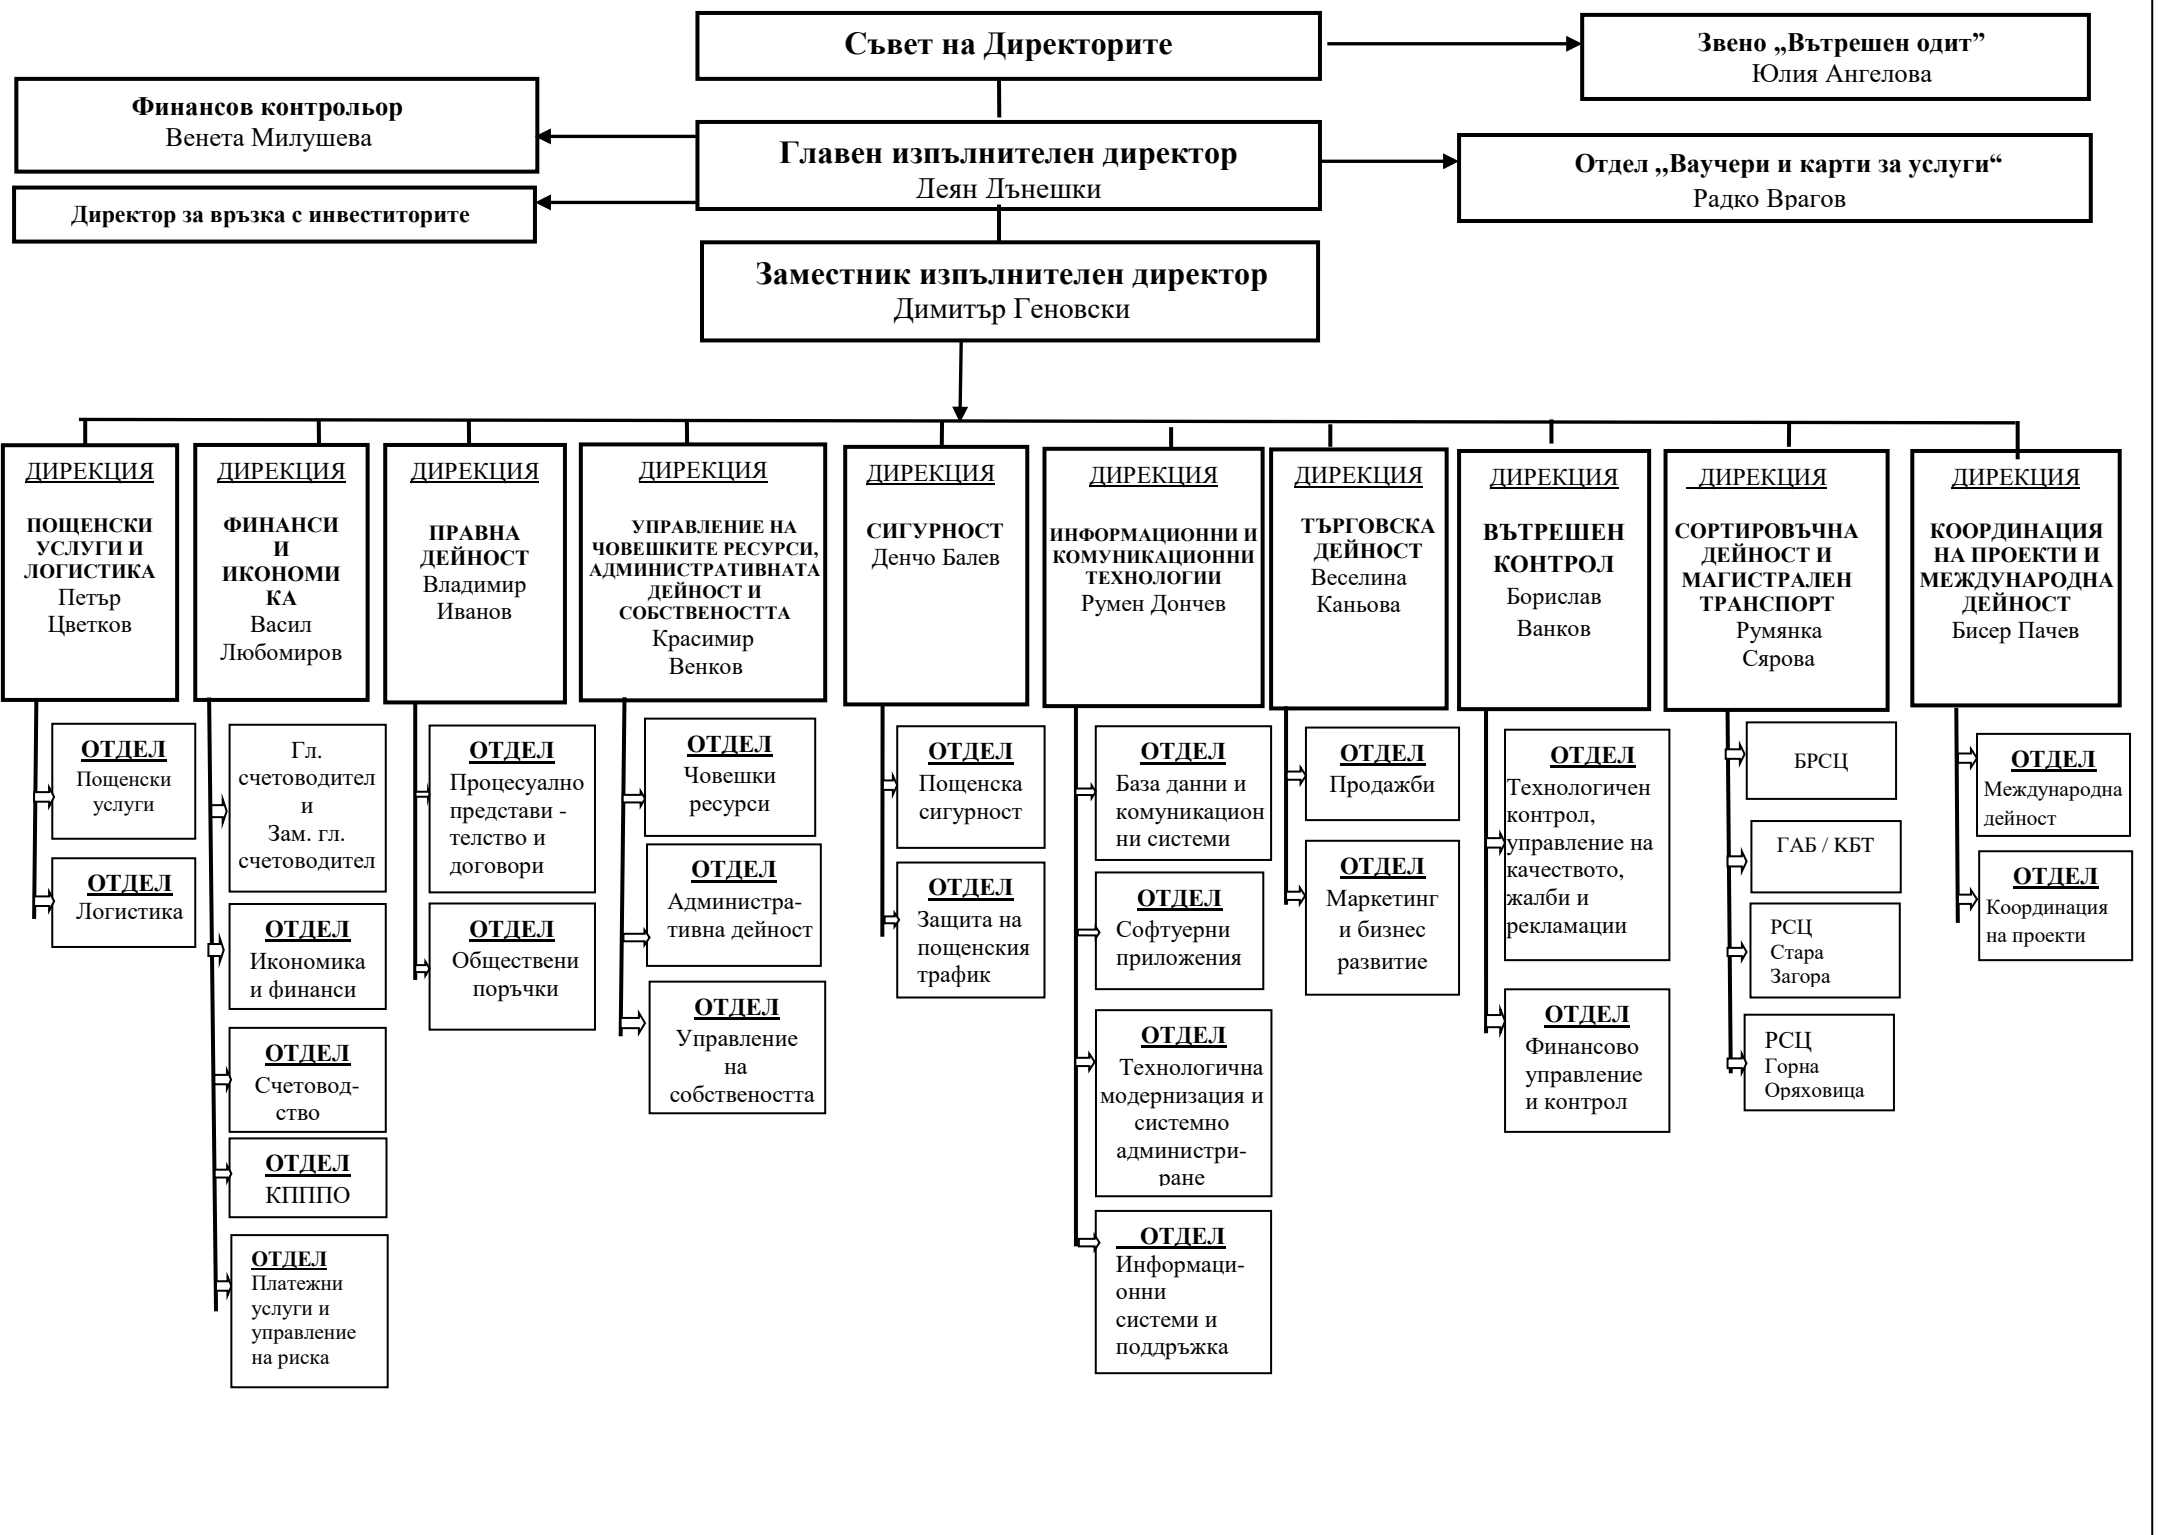 Съвет на Директорите
Звено „Вътрешен одит”
Юлия Ангелова
Финансов контрольор
Венета Милушева
Главен изпълнителен директор
Деян Дънешки
Отдел „Ваучери и карти за услуги“
Радко Врагов
Директор за връзка с инвеститорите
Заместник изпълнителен директор
Димитър Геновски
ДИРЕКЦИЯ
ПОЩЕНСКИ
УСЛУГИ И
ЛОГИСТИКА
Петър
Цветков
ДИРЕКЦИЯ
ФИНАНСИ
И
ИКОНОМИ
КА
Васил
Любомиров
ДИРЕКЦИЯ
ПРАВНА
ДЕЙНОСТ
Владимир
Иванов
ДИРЕКЦИЯ
УПРАВЛЕНИЕ НА
ЧОВЕШКИТЕ РЕСУРСИ,
АДМИНИСТРАТИВНАТА
ДЕЙНОСТ И
СОБСТВЕНОСТТА
Красимир
Венков
ДИРЕКЦИЯ
СИГУРНОСТ
Денчо Балев
ДИРЕКЦИЯ
ИНФОРМАЦИОННИ И
КОМУНИКАЦИОННИ
ТЕХНОЛОГИИ
Румен Дончев
ДИРЕКЦИЯ
ТЪРГОВСКА
ДЕЙНОСТ
Веселина
Каньова
ДИРЕКЦИЯ
ВЪТРЕШЕН
КОНТРОЛ
Борислав
Ванков
ДИРЕКЦИЯ
СОРТИРОВЪЧНА
ДЕЙНОСТ И
МАГИСТРАЛЕН
ТРАНСПОРТ
Румянка
Сярова
ДИРЕКЦИЯ
КООРДИНАЦИЯ
НА ПРОЕКТИ И
МЕЖДУНАРОДНА
ДЕЙНОСТ
Бисер Пачев
ОТДЕЛ
Пощенски
услуги
ОТДЕЛ
Логистика
Гл.
счетоводител
и
Зам. гл.
счетоводител
ОТДЕЛ
Икономика
и финанси
ОТДЕЛ
Счетовод-
ство
ОТДЕЛ
КПППО
ОТДЕЛ
Платежни
услуги и
управление
на риска
ОТДЕЛ
Процесуално
представи -
телство и
договори
ОТДЕЛ
Обществени
поръчки
ОТДЕЛ
Човешки
ресурси
ОТДЕЛ
Администра-
тивна дейност
ОТДЕЛ
Управление
на
собствеността
ОТДЕЛ
Пощенска
сигурност
ОТДЕЛ
Защита на
пощенския
трафик
ОТДЕЛ
База данни и
комуникацион
ни системи
ОТДЕЛ
Софтуерни
приложения
ОТДЕЛ
Технологична
модернизация и
системно
администри-
ране
ОТДЕЛ
Информаци-
онни
системи и
поддръжка
ОТДЕЛ
Продажби
ОТДЕЛ
Маркетинг
и бизнес
развитие
ОТДЕЛ
Технологичен
контрол,
управление на
качеството,
жалби и
рекламации
ОТДЕЛ
Финансово
управление
и контрол
БРСЦ
ГАБ / КБТ
РСЦ
Стара
Загора
РСЦ
Горна
Оряховица
ОТДЕЛ
Международна
дейност
ОТДЕЛ
Координация
на проекти